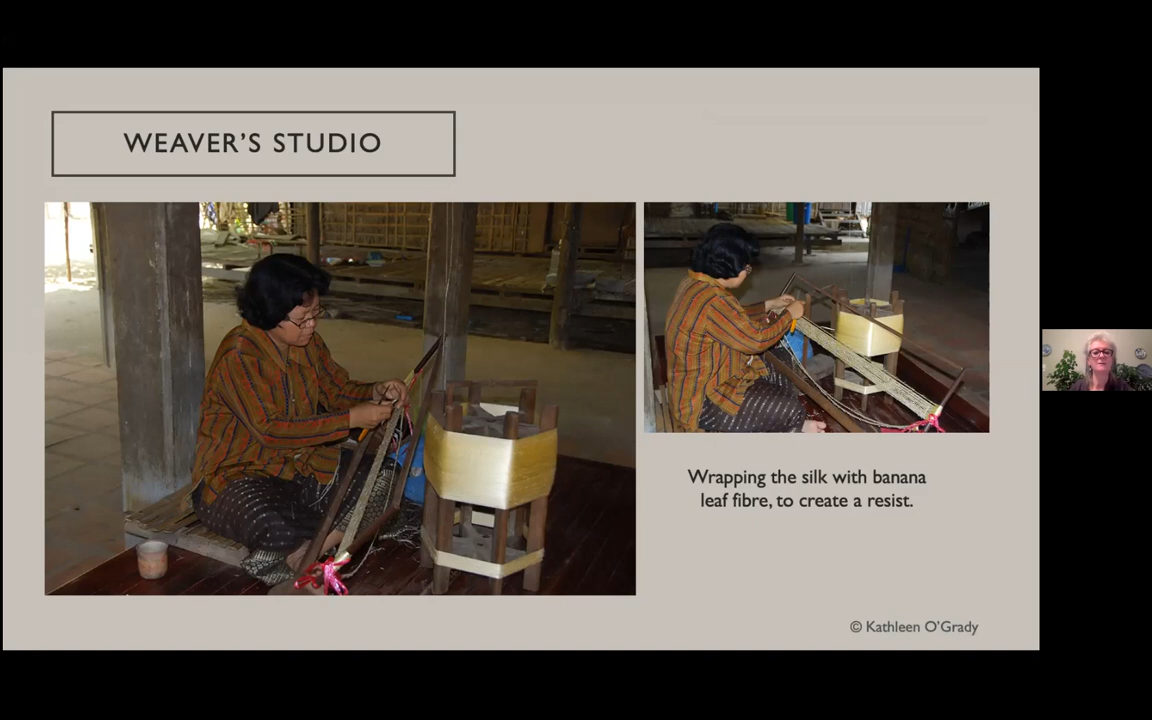 WEAVER'S STUDIO
Wrapping the silk with banana
leaf fibre, to create a resist.
© Kathleen O'Grady